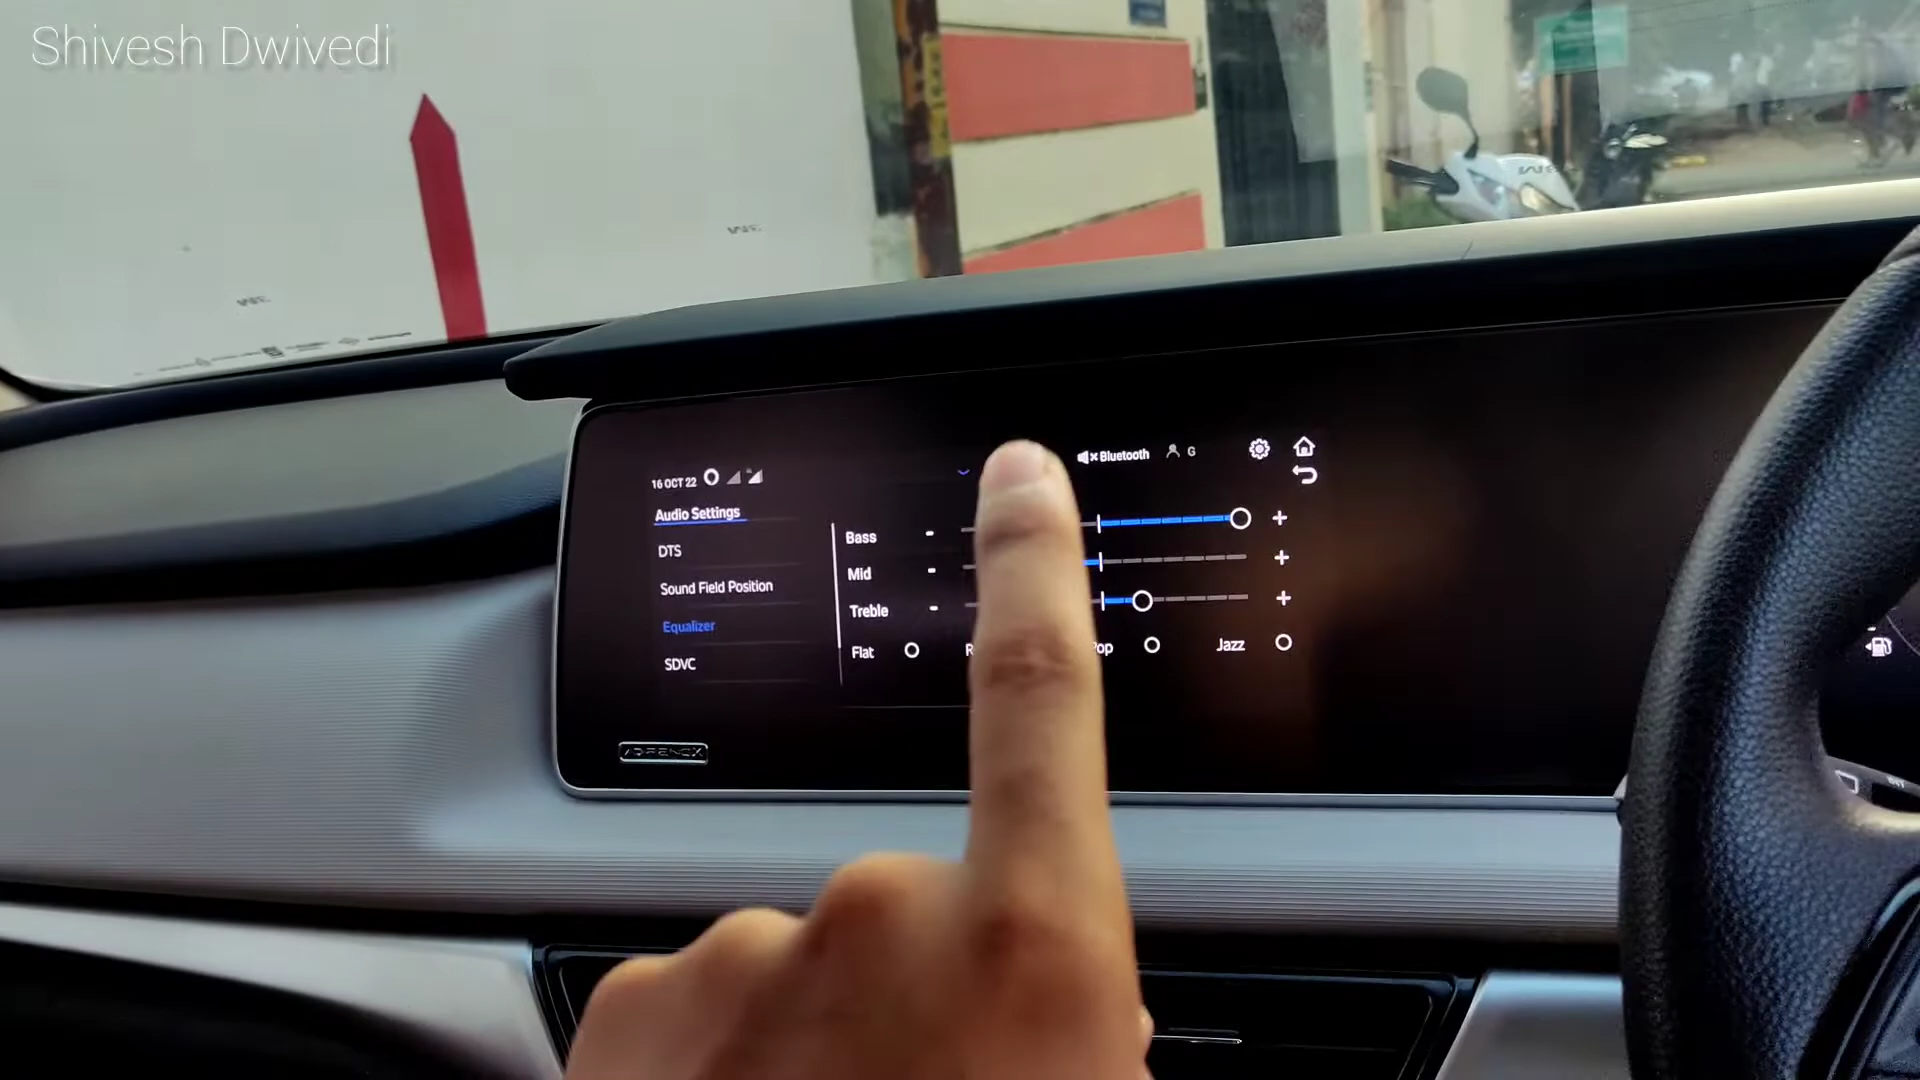 Shivesh Dwivedi
16 OCT 22
Bluetooth
G
Audio Settings
DTS
Sound Field Position
Equalizer
SDVC
Bass - +
Mid - +
Treble - +
Flat
Jazz
ADRENOX